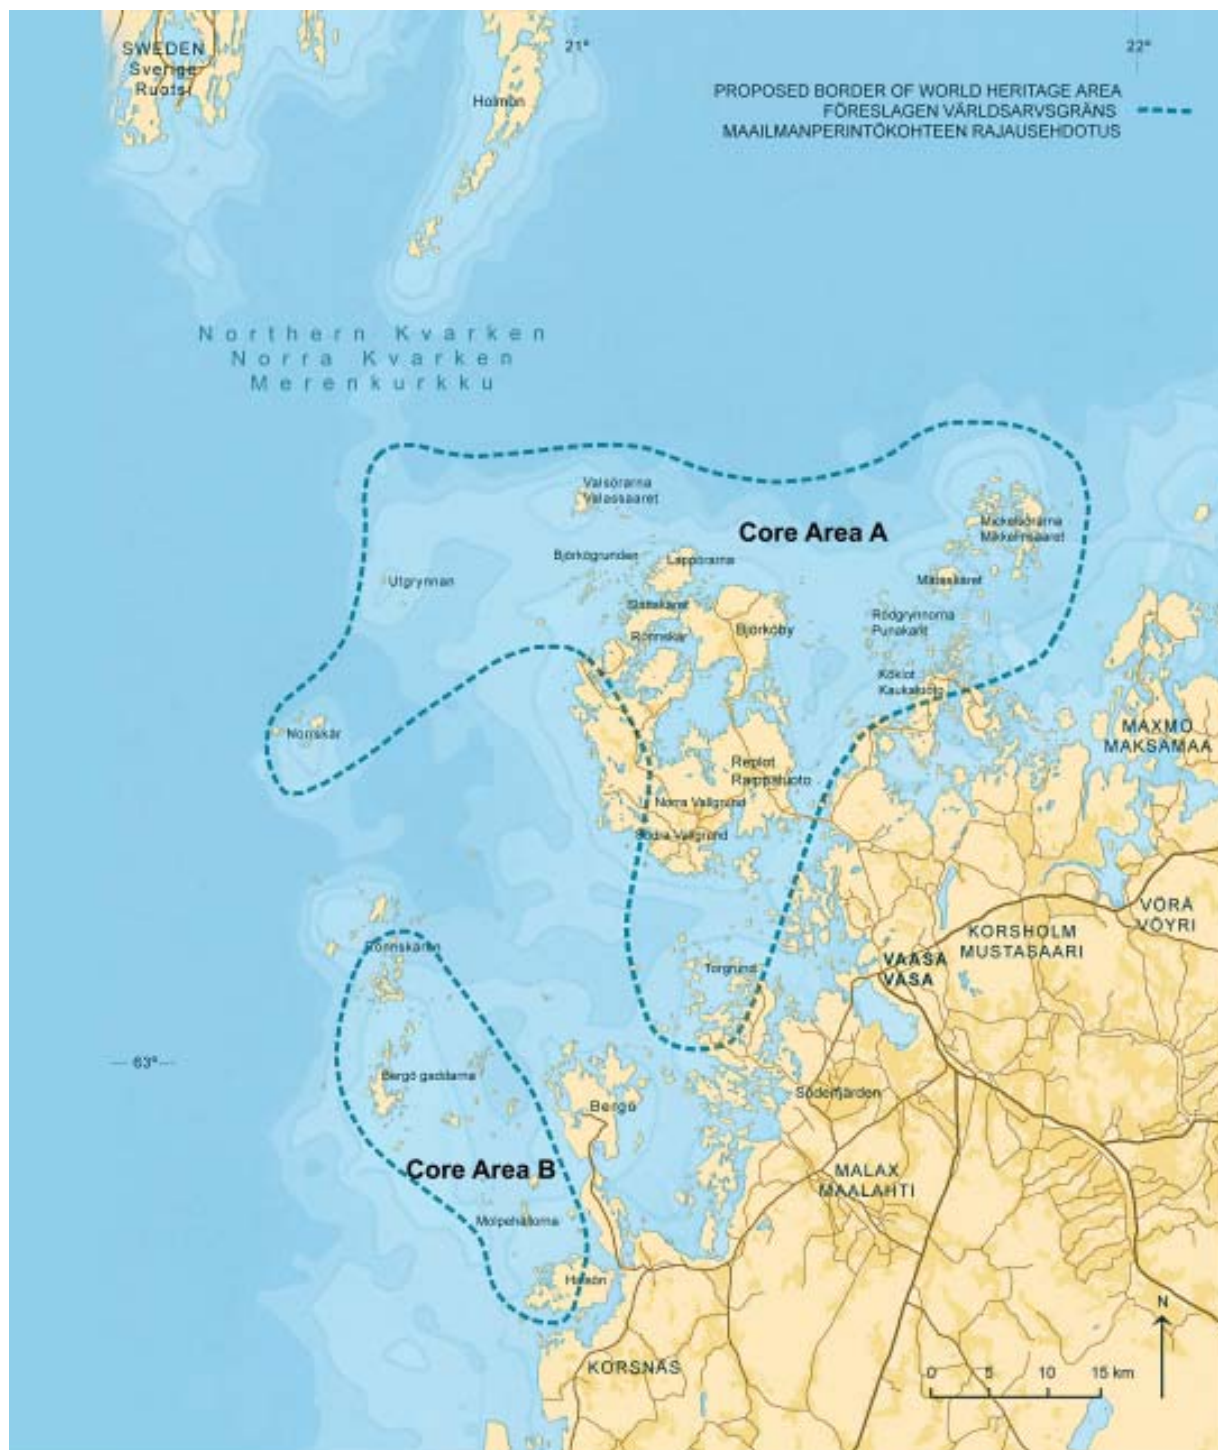 SWEDEN
Sverige
Ruotsi
21°
22°
Holmön
PROPOSED BORDER OF WORLD HERITAGE AREA
FÖRESLAGEN VÄRLDSARVSGRÄNS
MAAILMANPERINTÖKOHTEEN RAJAUSEHDOTUS
Northern Kvarken
Norra Kvarken
Merenkurkku
Valsörarna
Valassaaret
Core Area A
Mickelsörarna
Mikkelinsaaret
Björkögrunden
Lappörarna
Utgrynnan
Slåttskäret
Rönnskär
Björköby
Rödgrynnorna
Punakarit
Köklot
Kaukaluoto
Norrskär
MAXMO
MAKSAMAA
Replot
Raippaluoto
Norra Vallgrund
Södra Vallgrund
VÖRÅ
VÖYRI
KORSHOLM
MUSTASAARI
VAASA
VASA
Rönnskären
Torgrund
63°
Bergö gaddarna
Bergö
Söderfjärden
Core Area B
MALAX
MAALAHTI
Molpehällorna
Halsön
N
KORSNÄS
0 5 10 15 km